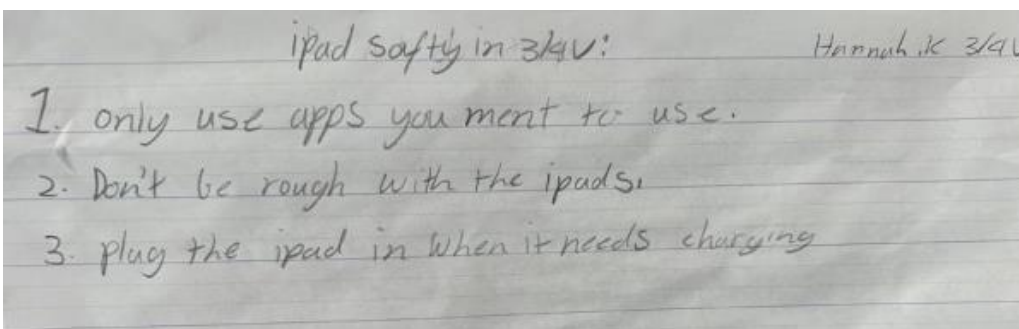 ipad safty in 3/4V:
Hannah.K 3/4V
1. only use apps you ment to use.
2. Don't be rough with the ipads.
3. plug the ipad in when it needs charging